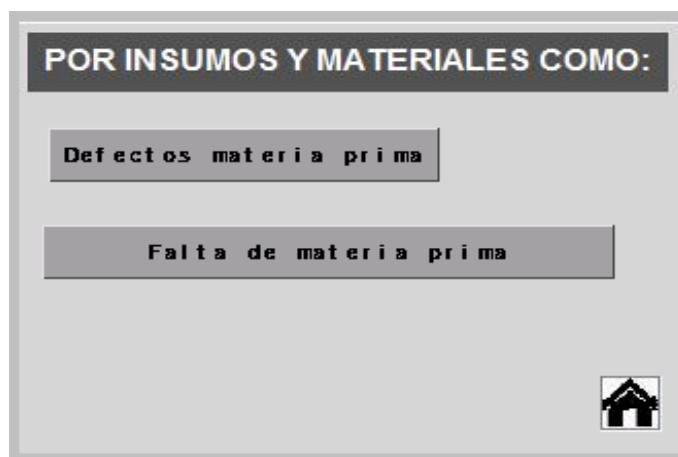 POR INSUMOS Y MATERIALES COMO:
Defectos materia prima
Falta de materia prima